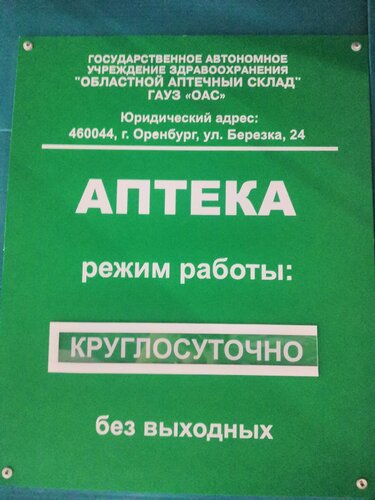 ГОСУДАРСТВЕННОЕ АВТОНОМНОЕ
УЧРЕЖДЕНИЕ ЗДРАВООХРАНЕНИЯ
"ОБЛАСТНОЙ АПТЕЧНЫЙ СКЛАД"
ГАУЗ «ОАС»
Юридический адрес:
460044, г. Оренбург, ул. Березка, 24
АПТЕКА
режим работы:
КРУГЛОСУТОЧНО
без выходных